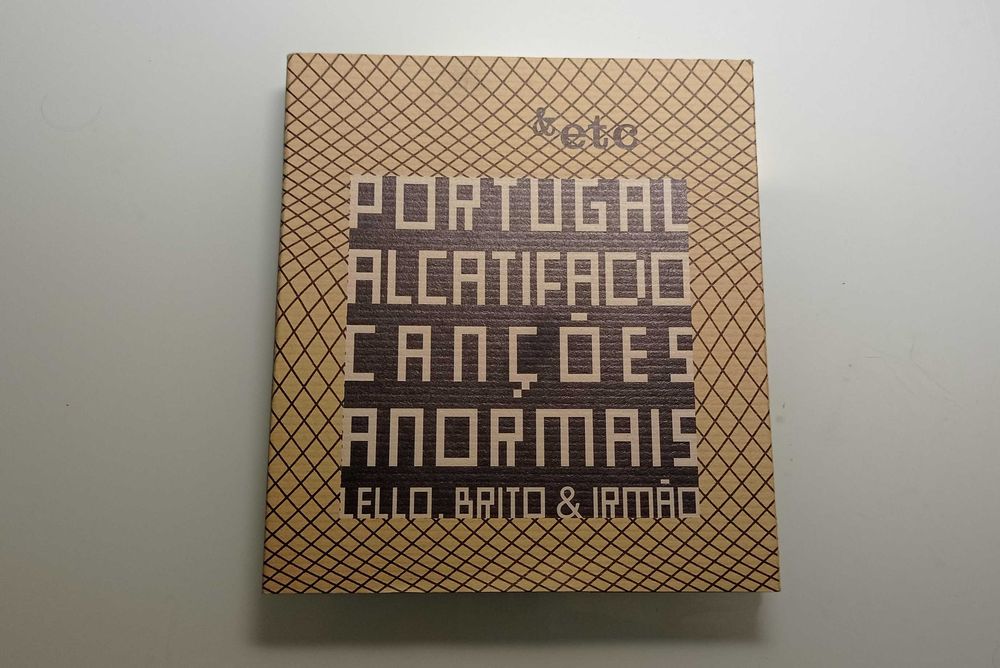 & etc
PORTUGAL
ALCATIFADO
CANÇÕES
ANORMAIS
LELLO, BRITO & IRMÃO